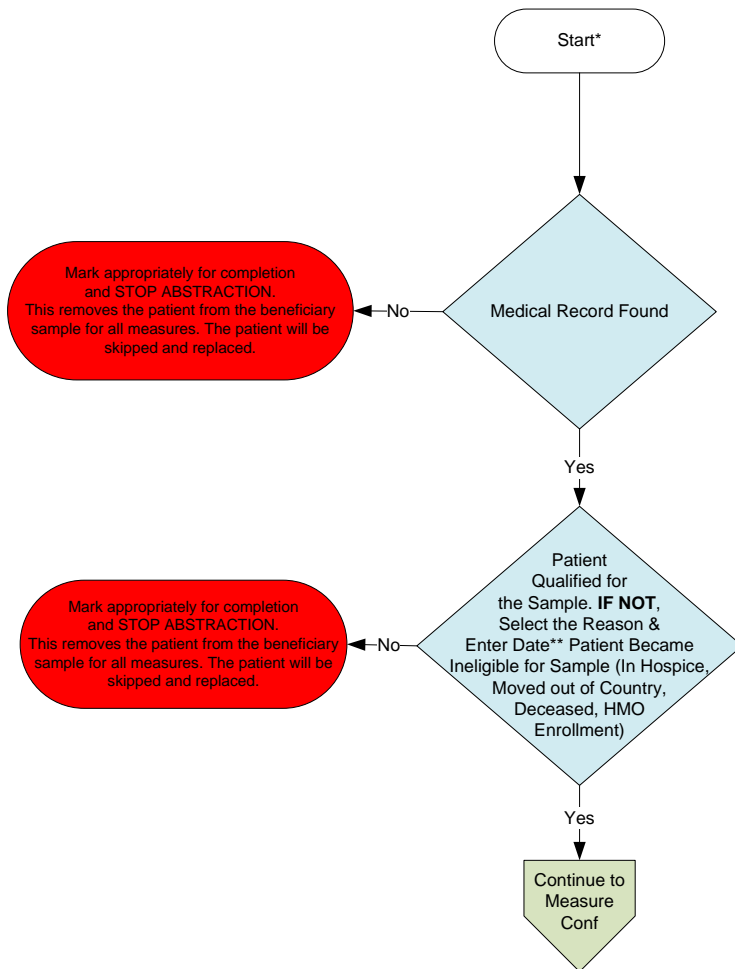 Start*
Medical Record Found
No
Mark appropriately for completion
and STOP ABSTRACTION.
This removes the patient from the beneficiary
sample for all measures. The patient will be
skipped and replaced.
Yes
Patient
Qualified for
the Sample. IF NOT,
Select the Reason &
Enter Date** Patient Became
Ineligible for Sample (In Hospice,
Moved out of Country,
Deceased, HMO
Enrollment)
No
Mark appropriately for completion
and STOP ABSTRACTION.
This removes the patient from the beneficiary
sample for all measures. The patient will be
skipped and replaced.
Yes
Continue to
Measure
Conf